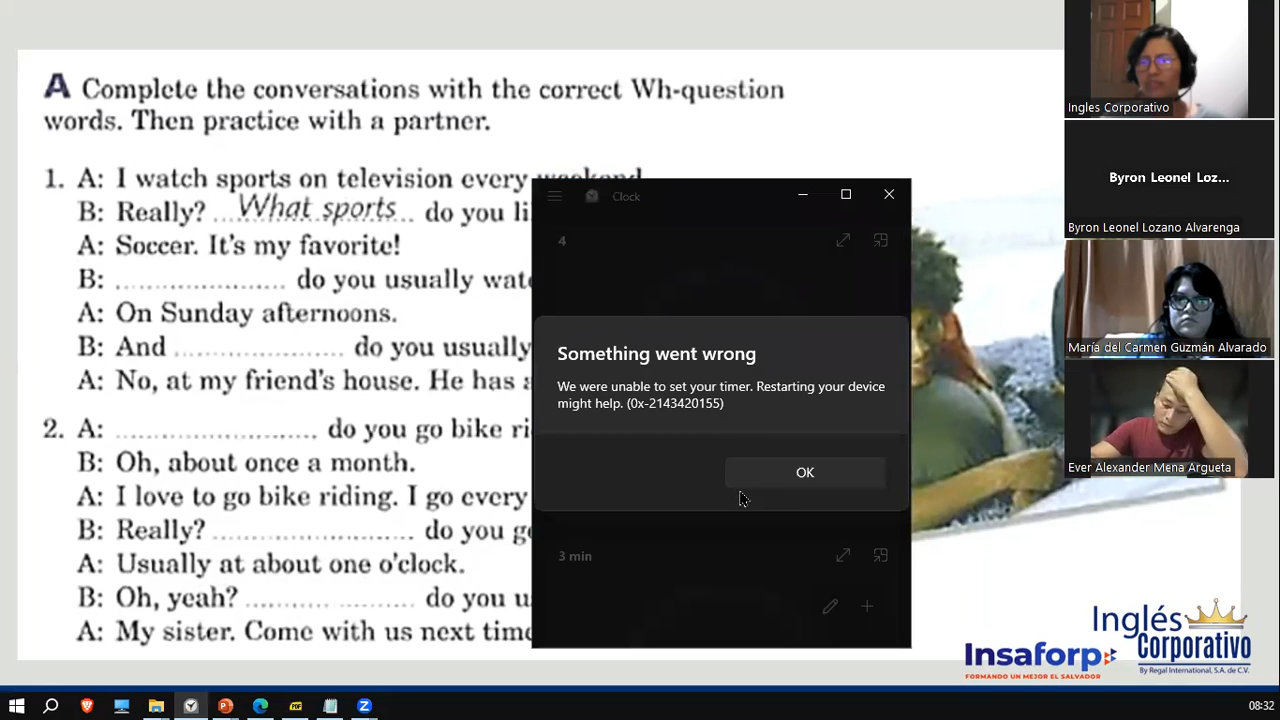 A Complete the conversations with the correct Wh-question
words. Then practice with a partner.
1. A: I watch sports on television every weekend.
B: Really? What sports do you li
A: Soccer. It's my favorite!
B: ........................ do you usually wat
A: On Sunday afternoons.
B: And ........................ do you usually
A: No, at my friend's house. He has a
2. A: ............................ do you go bike ri
B: Oh, about once a month.
A: I love to go bike riding. I go every
B: Really? ............................ do you g
A: Usually at about one o'clock.
B: Oh, yeah? ........................ do you u
A: My sister. Come with us next time
Clock
4
Something went wrong
We were unable to set your timer. Restarting your device
might help. (0x-2143420155)
OK
3 min
Ingles Corporativo
Byron Leonel Loz...
Byron Leonel Lozano Alvarenga
María del Carmen Guzmán Alvarado
Ever Alexander Mena Argueta
Insaforp
FORMANDO UN MEJOR EL SALVADOR
Inglés
Corporativo
By Regal International, S.A. de C.V.
08:32